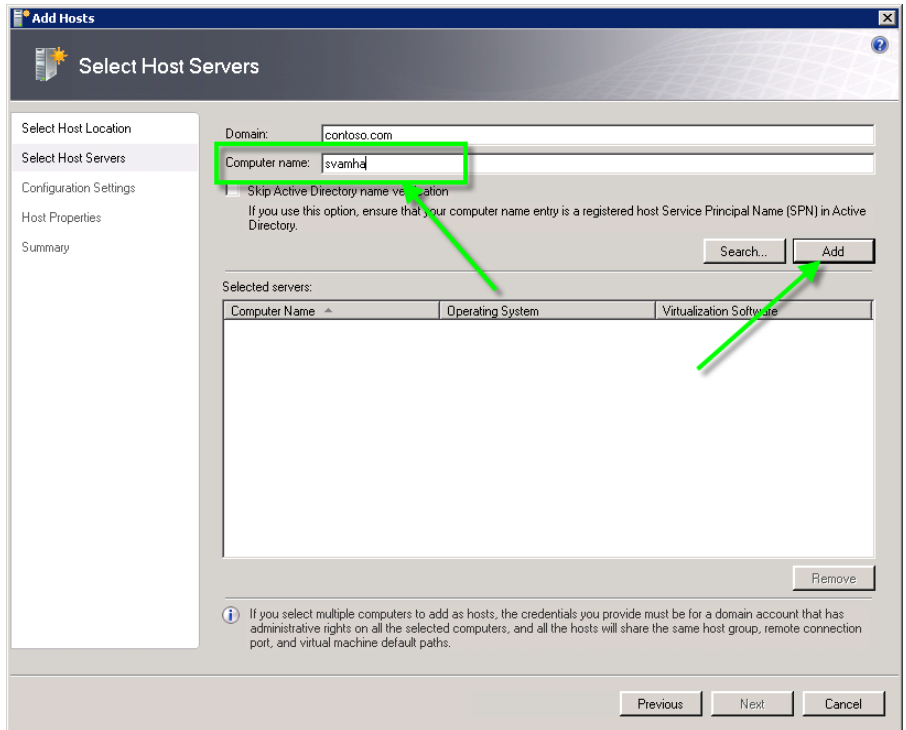 Add Hosts
Select Host Servers
Select Host Location
Select Host Servers
Configuration Settings
Host Properties
Summary
Domain: contoso.com
Computer name: svamha
Skip Active Directory name verification
If you use this option, ensure that your computer name entry is a registered host Service Principal Name (SPN) in Active
Directory.
Search... Add
Selected servers:
Computer Name Operating System Virtualization Software
Remove
If you select multiple computers to add as hosts, the credentials you provide must be for a domain account that has
administrative rights on all the selected computers, and all the hosts will share the same host group, remote connection
port, and virtual machine default paths.
Previous Next Cancel